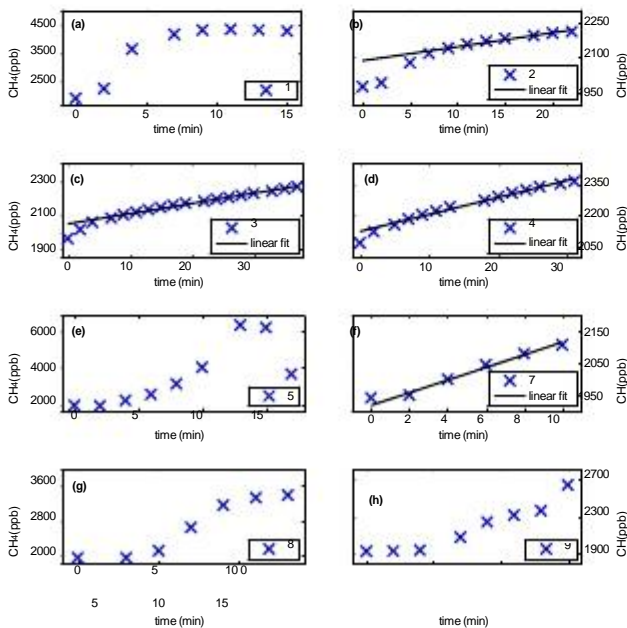 (a)
4500
3500
2500
CH4(ppb)
1
0 5 10 15
time (min)
(b)
2250
2100
950
CH(ppb)
2
linear fit
0 5 10 15 20
time (min)
(c)
2300
2100
1900
CH4(ppb)
3
linear fit
0 10 20 30
time (min)
(d)
2350
2200
2050
CH(ppb)
4
linear fit
0 10 20 30
time (min)
(e)
6000
4000
2000
CH4(ppb)
5
0 5 10 15
time (min)
(f)
2150
2050
950
CH(ppb)
7
linear fit
0 2 4 6 8 10
time (min)
(g)
3600
2800
2000
CH4(ppb)
8
0 5 100
5 10 15
time (min)
(h)
2700
2300
1900
CH(ppb)
9
time (min)